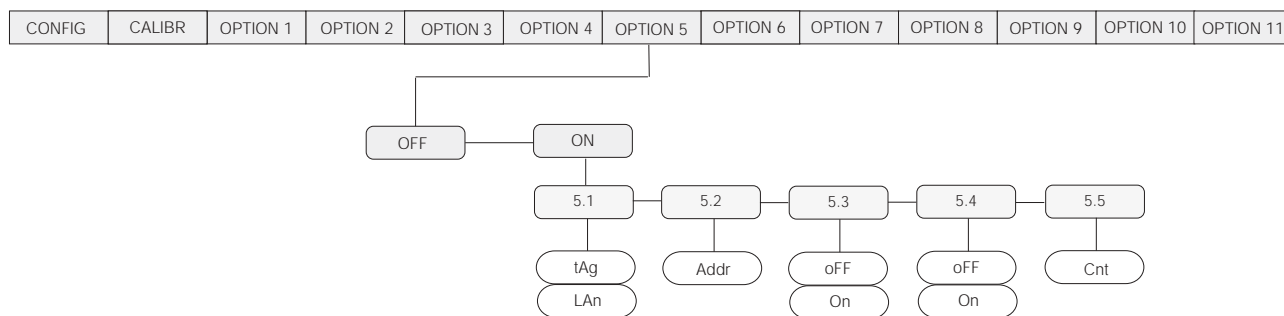 CONFIG CALIBR OPTION 1 OPTION 2 OPTION 3 OPTION 4 OPTION 5 OPTION 6 OPTION 7 OPTION 8 OPTION 9 OPTION 10 OPTION 11
OFF ON
5.1 5.2 5.3 5.4 5.5
tAg Addr oFF oFF Cnt
LAn On On